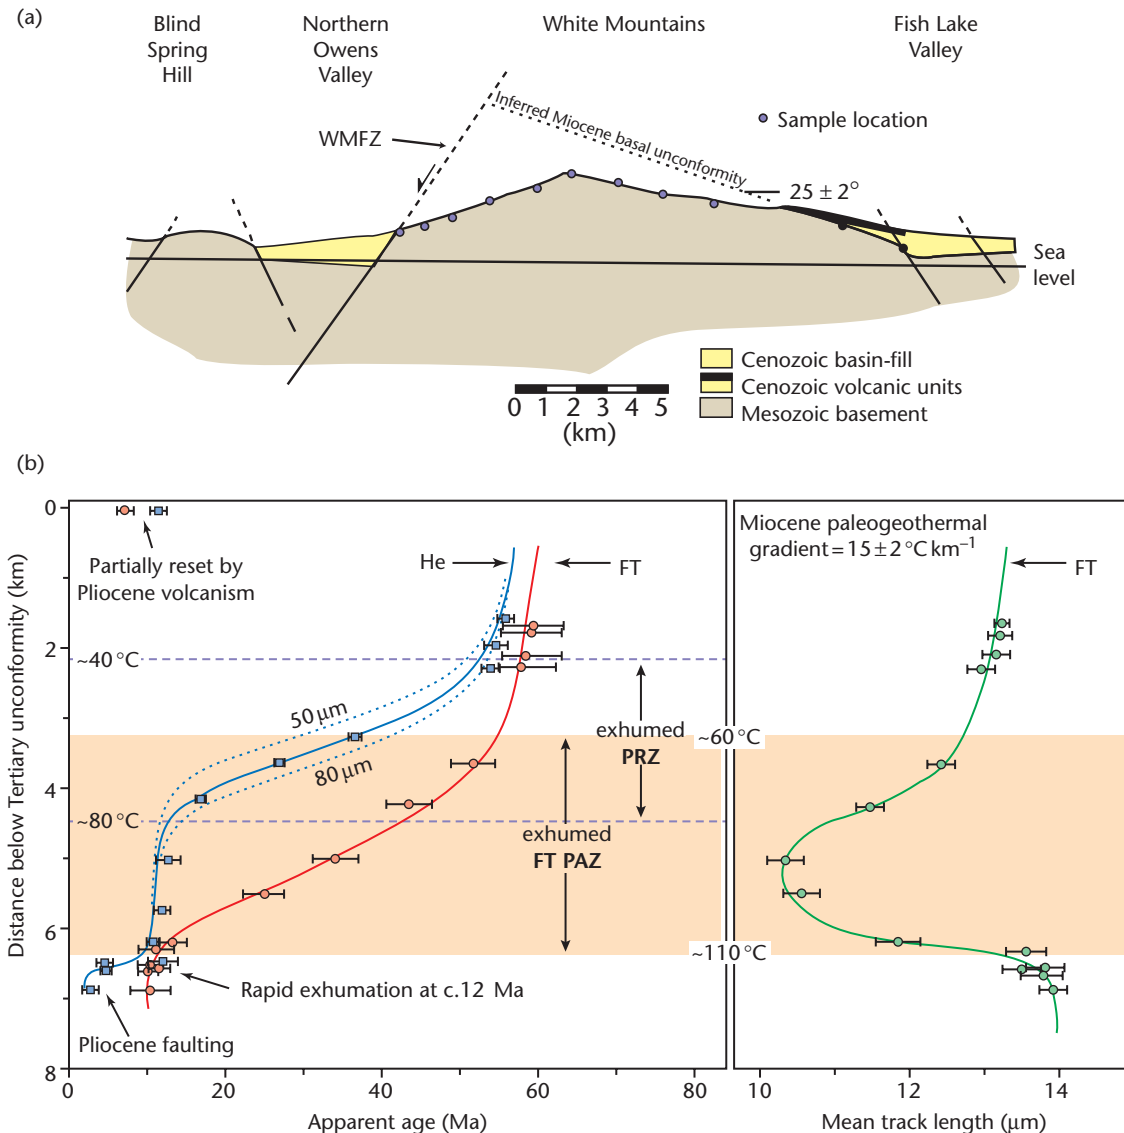 (a)
Blind
Spring
Hill
Northern
Owens
Valley
White Mountains
Fish Lake
Valley
WMFZ
Inferred Miocene basal unconformity
Sample location
25 ± 2°
Sea
level
Cenozoic basin-fill
Cenozoic volcanic units
Mesozoic basement
0 1 2 3 4 5
(km)
(b)
0
2
4
6
8
Distance below Tertiary unconformity (km)
Partially reset by
Pliocene volcanism
He
FT
~40 °C
50 μm
80 μm
~80 °C
exhumed
PRZ
exhumed
FT PAZ
Rapid exhumation at c.12 Ma
Pliocene faulting
0 20 40 60 80
Apparent age (Ma)
Miocene paleogeothermal
gradient = 15 ± 2 °C km⁻¹
FT
~60 °C
~110 °C
10 12 14
Mean track length (μm)